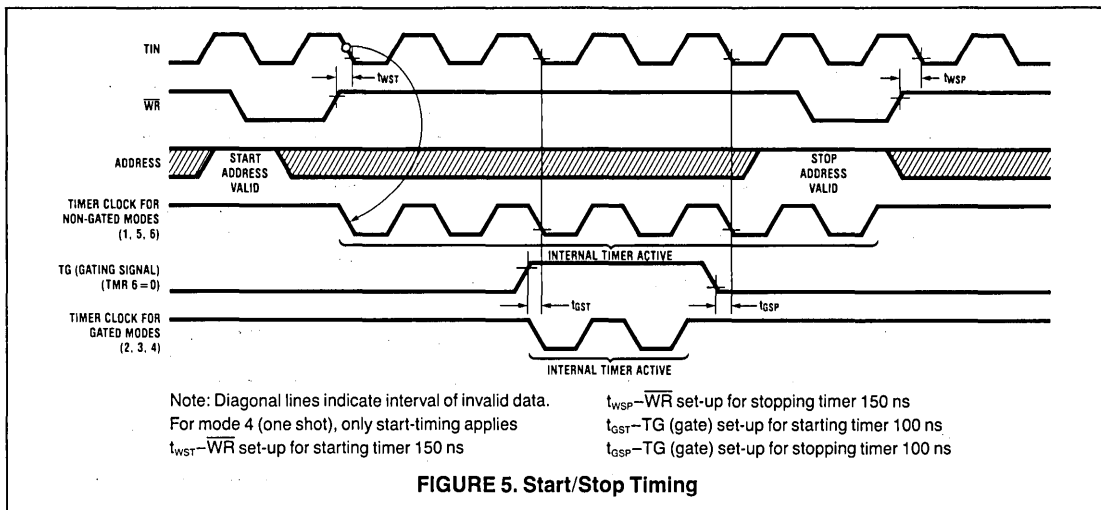 TIN
tWST
tWSP
WR
ADDRESS
START
ADDRESS
VALID
STOP
ADDRESS
VALID
TIMER CLOCK FOR
NON-GATED MODES
(1, 5, 6)
INTERNAL TIMER ACTIVE
TG (GATING SIGNAL)
(TMR 6=0)
tGST
tGSP
TIMER CLOCK FOR
GATED MODES
(2, 3, 4)
INTERNAL TIMER ACTIVE
Note: Diagonal lines indicate interval of invalid data.
For mode 4 (one shot), only start-timing applies
tWST–WR set-up for starting timer 150 ns
tWSP–WR set-up for stopping timer 150 ns
tGST–TG (gate) set-up for starting timer 100 ns
tGSP–TG (gate) set-up for stopping timer 100 ns
FIGURE 5. Start/Stop Timing